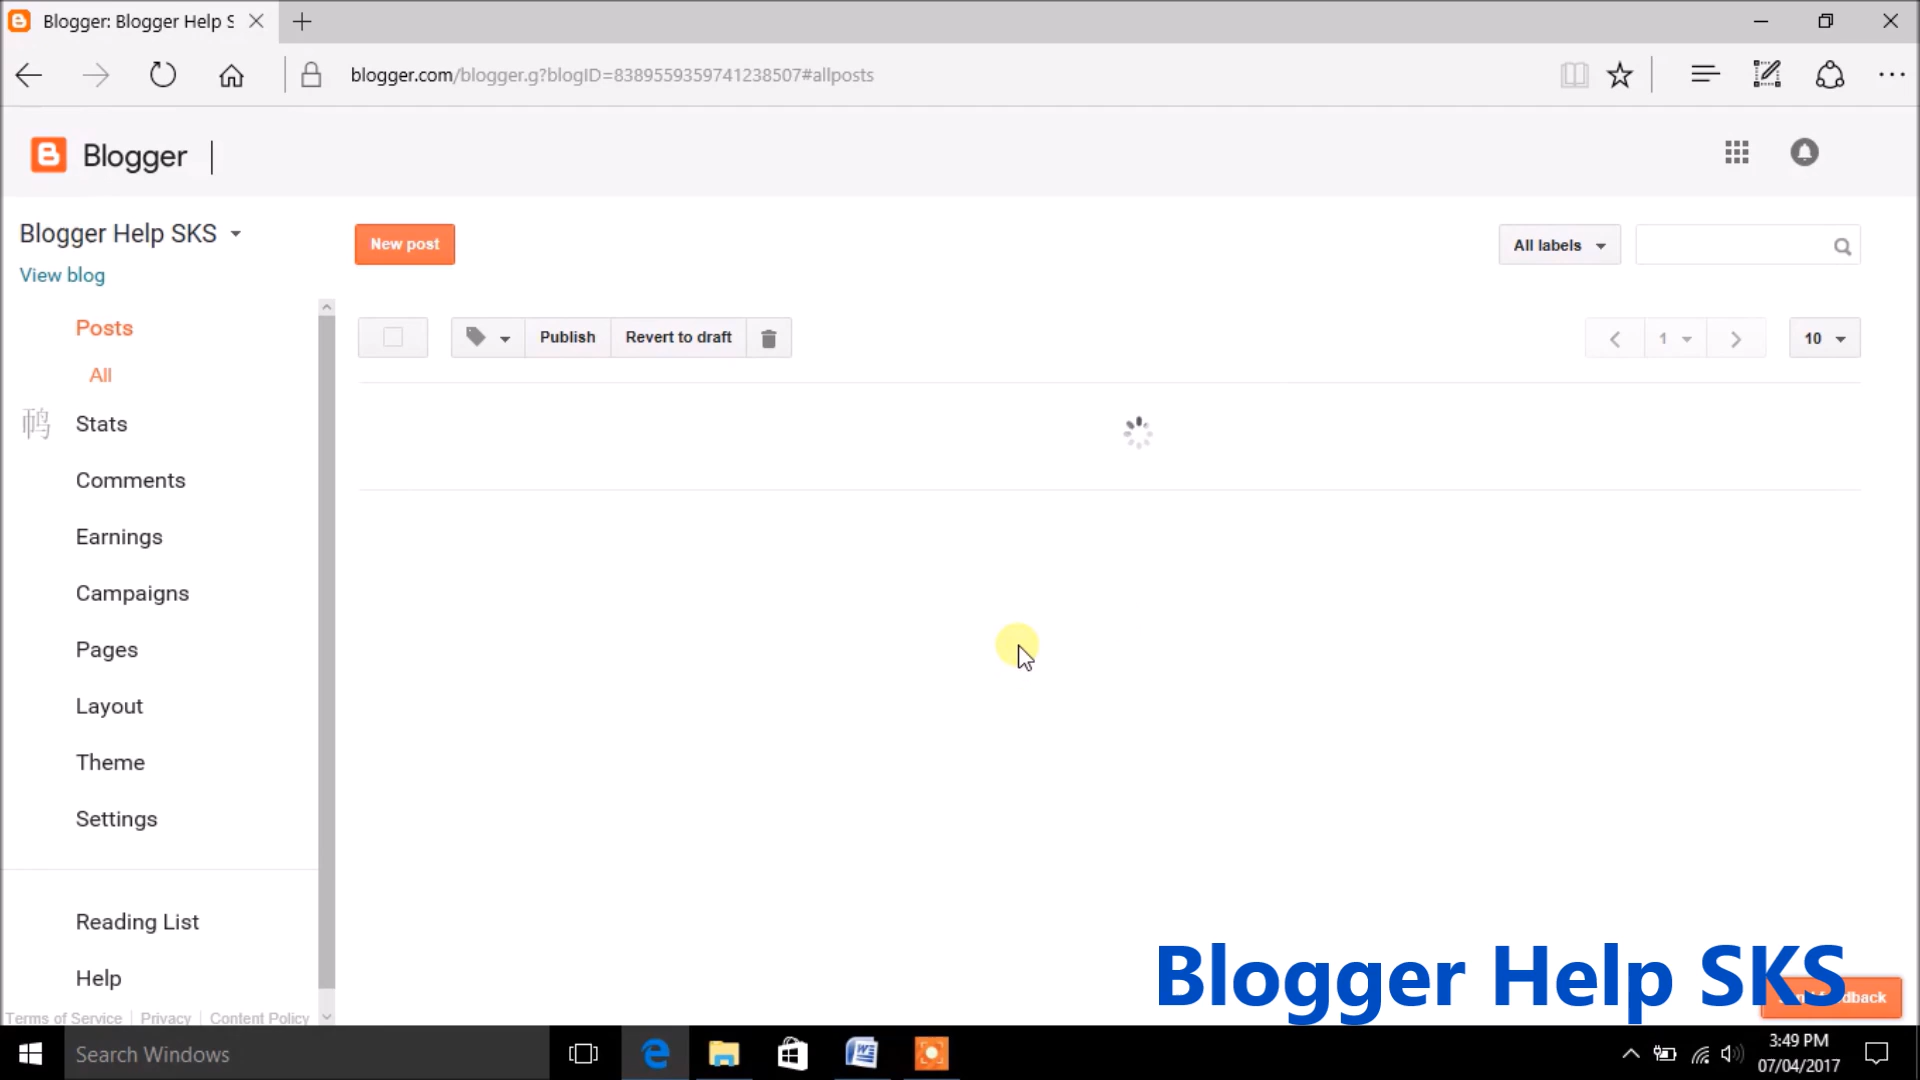 Blogger: Blogger Help S
blogger.com/blogger.g?blogID=8389559359741238507#allposts
Blogger
Blogger Help SKS
View blog
New post
All labels
Posts
All
Stats
Comments
Earnings
Campaigns
Pages
Layout
Theme
Settings
Reading List
Help
Terms of Service | Privacy | Content Policy
Publish
Revert to draft
1
10
Blogger Help SKS
Search Windows
3:49 PM
07/04/2017